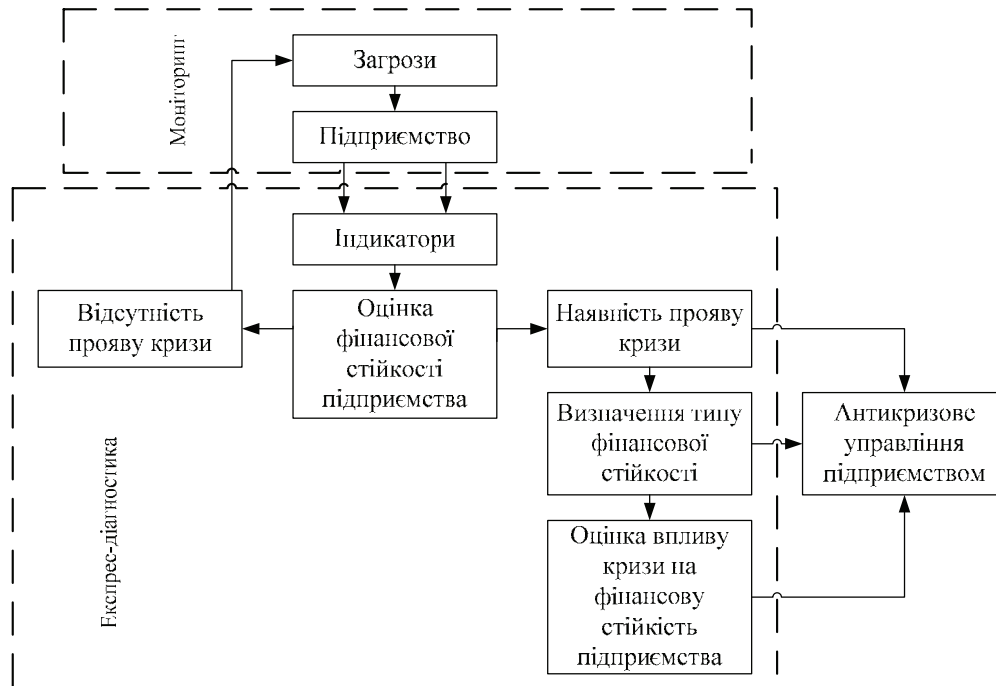 Моніторинг
Загрози
Підприємство
Індикатори
Відсутність
прояву кризи
Оцінка
фінансової
стійкості
підприємства
Наявність прояву
кризи
Визначення типу
фінансової
стійкості
Антикризове
управління
підприємством
Оцінка впливу
кризи на
фінансову
стійкість
підприємства
Експрес-діагностика